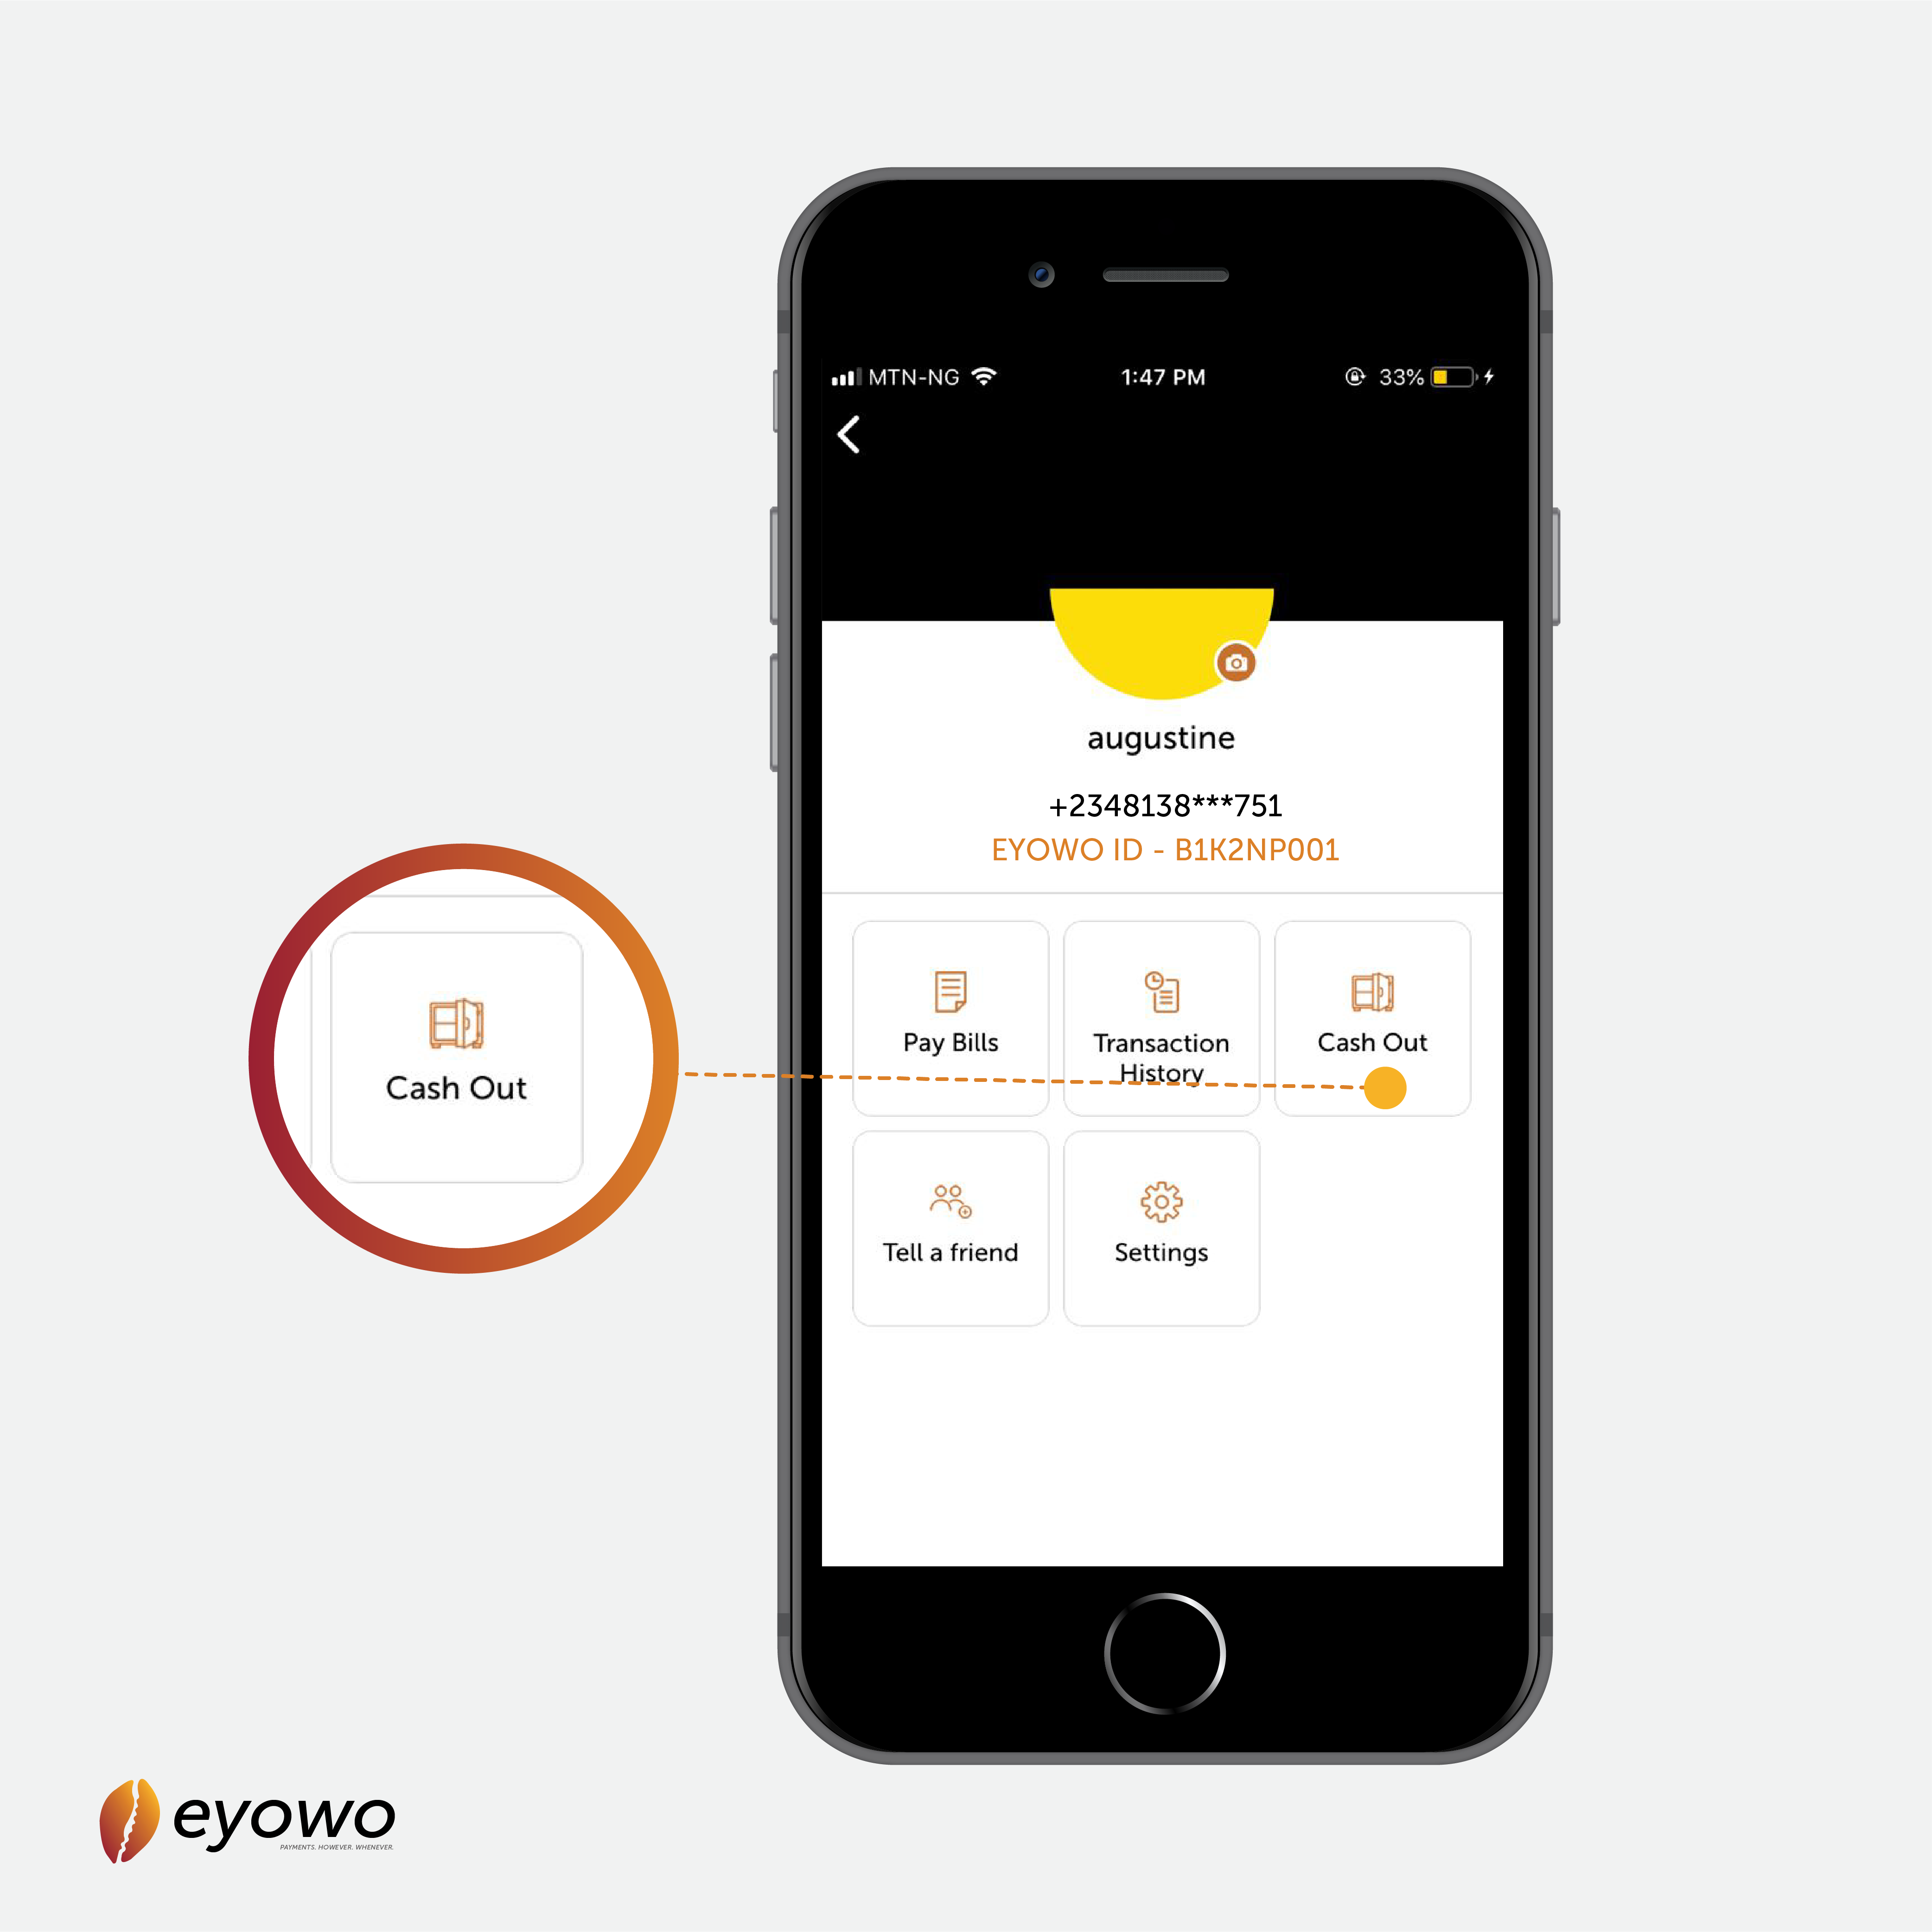 MTN-NG 1:47 PM 33%
augustine
+2348138***751
EYOWO ID - B1K2NP001
Pay Bills
Transaction
History
Cash Out
Tell a friend
Settings
Cash Out
eyowo
PAYMENTS. HOWEVER. WHENEVER.